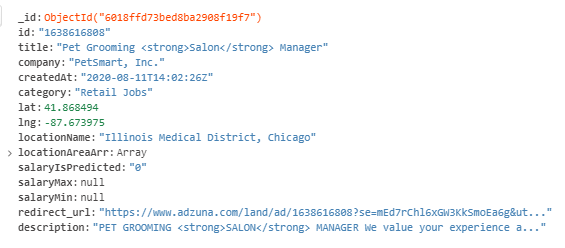 _id: ObjectId("6018ffd73bed8ba2908f19f7")
id: "1638616808"
title: "Pet Grooming <strong>Salon</strong> Manager"
company: "PetSmart, Inc."
createdAt: "2020-08-11T14:02:26Z"
category: "Retail Jobs"
lat: 41.868494
lng: -87.673975
locationName: "Illinois Medical District, Chicago"
> locationAreaArr: Array
salaryIsPredicted: "0"
salaryMax: null
salaryMin: null
redirect_url: "https://www.adzuna.com/land/ad/1638616808?se=mEd7rChl6xGW3KkSmoEa6g&ut..."
description: "PET GROOMING <strong>SALON</strong> MANAGER We value your experience a..."